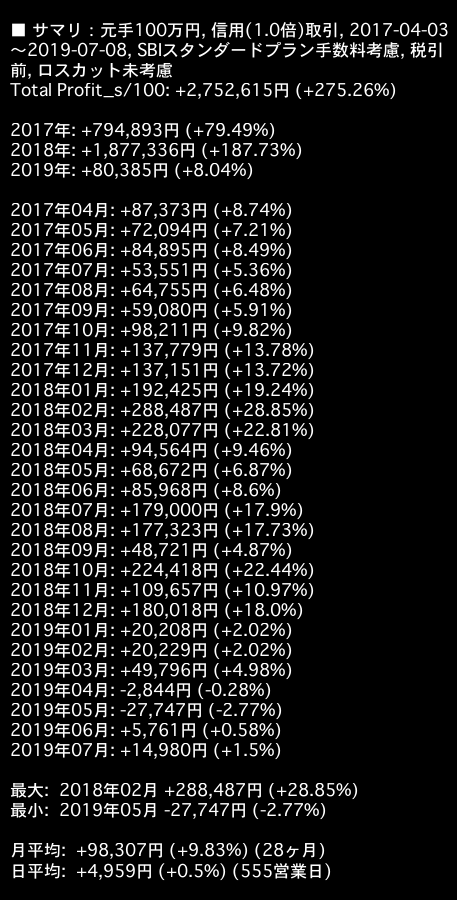 ■ サマリ：元手100万円, 信用(1.0倍)取引, 2017-04-03
～2019-07-08, SBIスタンダードプラン手数料考慮, 税引
前, ロスカット未考慮
Total Profit_s/100: +2,752,615円 (+275.26%)
2017年: +794,893円 (+79.49%)
2018年: +1,877,336円 (+187.73%)
2019年: +80,385円 (+8.04%)
2017年04月: +87,373円 (+8.74%)
2017年05月: +72,094円 (+7.21%)
2017年06月: +84,895円 (+8.49%)
2017年07月: +53,551円 (+5.36%)
2017年08月: +64,755円 (+6.48%)
2017年09月: +59,080円 (+5.91%)
2017年10月: +98,211円 (+9.82%)
2017年11月: +137,779円 (+13.78%)
2017年12月: +137,151円 (+13.72%)
2018年01月: +192,425円 (+19.24%)
2018年02月: +288,487円 (+28.85%)
2018年03月: +228,077円 (+22.81%)
2018年04月: +94,564円 (+9.46%)
2018年05月: +68,672円 (+6.87%)
2018年06月: +85,968円 (+8.6%)
2018年07月: +179,000円 (+17.9%)
2018年08月: +177,323円 (+17.73%)
2018年09月: +48,721円 (+4.87%)
2018年10月: +224,418円 (+22.44%)
2018年11月: +109,657円 (+10.97%)
2018年12月: +180,018円 (+18.0%)
2019年01月: +20,208円 (+2.02%)
2019年02月: +20,229円 (+2.02%)
2019年03月: +49,796円 (+4.98%)
2019年04月: -2,844円 (-0.28%)
2019年05月: -27,747円 (-2.77%)
2019年06月: +5,761円 (+0.58%)
2019年07月: +14,980円 (+1.5%)
最大: 2018年02月 +288,487円 (+28.85%)
最小: 2019年05月 -27,747円 (-2.77%)
月平均: +98,307円 (+9.83%) (28ヶ月)
日平均: +4,959円 (+0.5%) (555営業日)